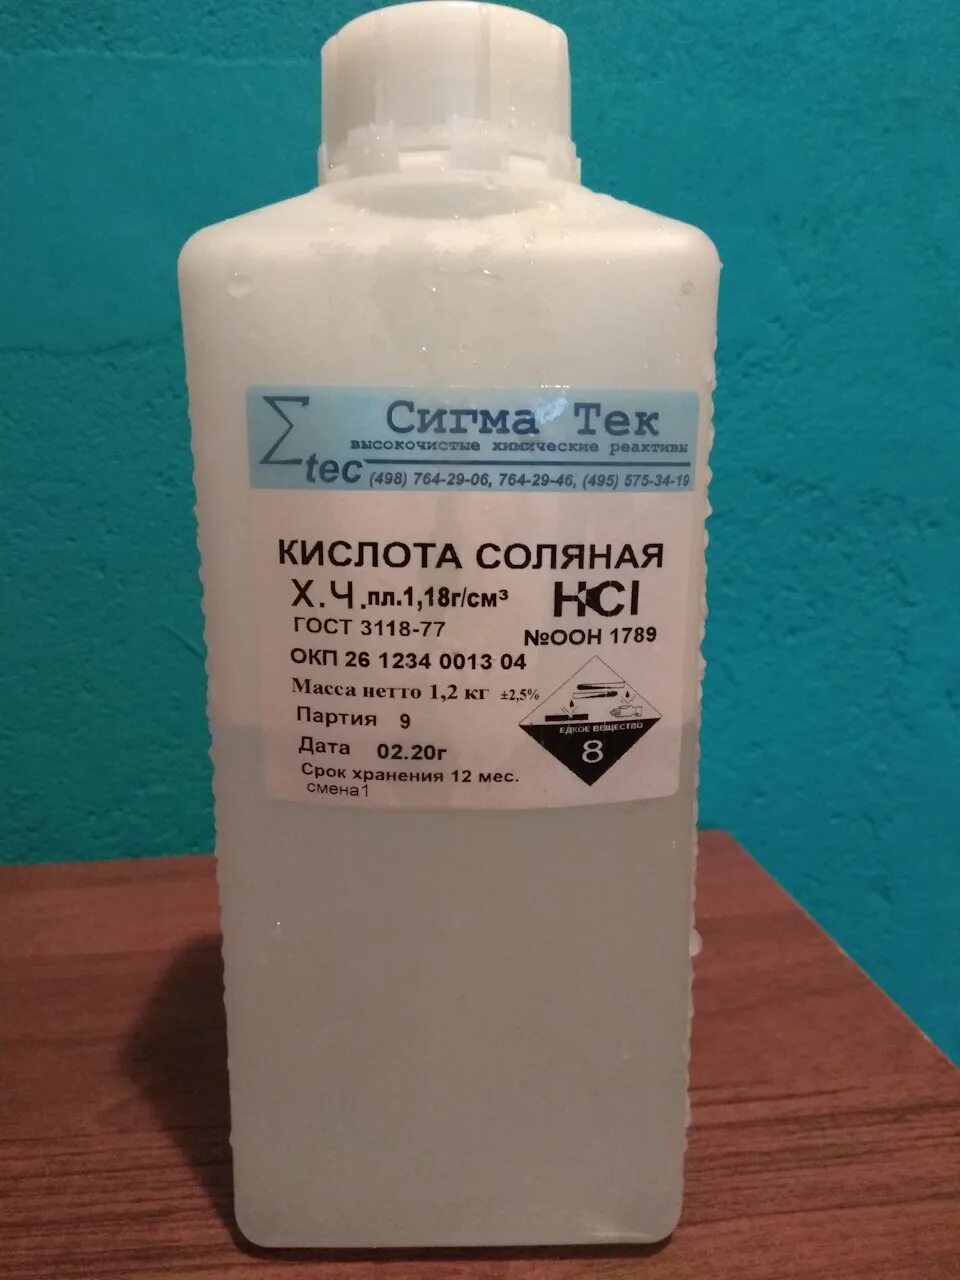 Σtec Сигма Тек
высокочистые химические реактивы
(498) 764-29-06, 764-29-46, (495) 575-34-19
КИСЛОТА СОЛЯНАЯ
Х.Ч.пл.1,18г/см³ HCl
ГОСТ 3118-77 №ООН 1789
ОКП 26 1234 0013 04
Масса нетто 1,2 кг ±2,5%
Партия 9
ЕДКОЕ ВЕЩЕСТВО
8
Дата 02.20г
Срок хранения 12 мес.
смена1